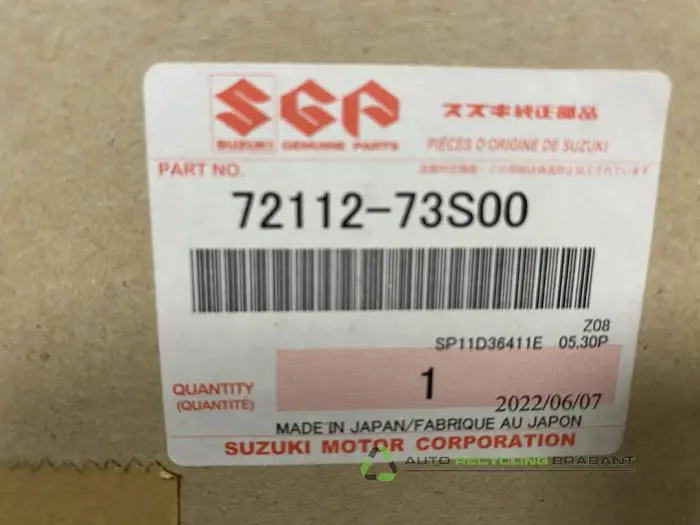 SGP スズキ純正部品
SUZUKI GENUINE PARTS PIÈCES D'ORIGINE DE SUZUKI
PART NO.
72112-73S00
Z08
SP11D36411E 05.30P
QUANTITY
(QUANTITÉ)
1
2022/06/07
MADE IN JAPAN/FABRIQUE AU JAPON
SUZUKI MOTOR CORPORATION
AUTO RECYCLING BRABANT